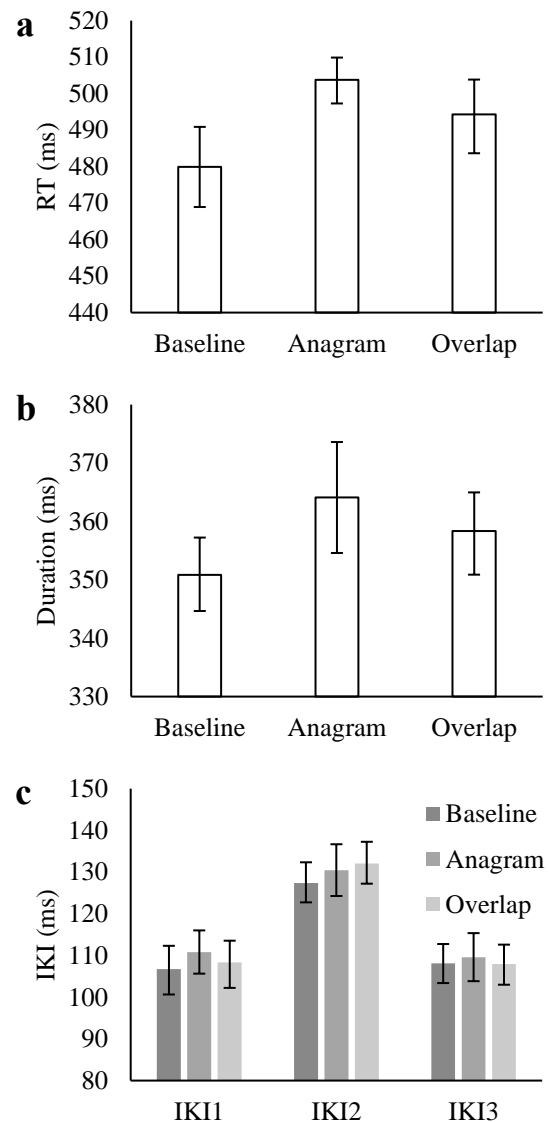 a
RT (ms)
520
510
500
490
480
470
460
450
440
Baseline Anagram Overlap
b
Duration (ms)
380
370
360
350
340
330
Baseline Anagram Overlap
c
IKI (ms)
150
140
130
120
110
100
90
80
Baseline
Anagram
Overlap
IKI1 IKI2 IKI3